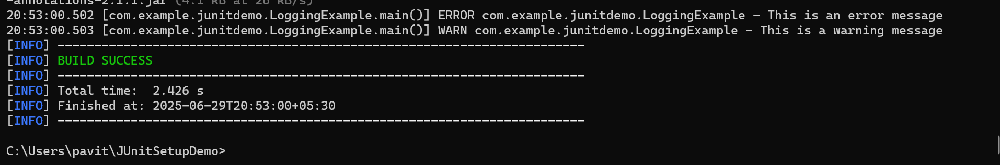 -annotations-2.1.1.jar (4.1 kB at 26 kB/s)
20:53:00.502 [com.example.junitdemo.LoggingExample.main()] ERROR com.example.junitdemo.LoggingExample - This is an error message
20:53:00.503 [com.example.junitdemo.LoggingExample.main()] WARN com.example.junitdemo.LoggingExample - This is a warning message
[INFO] ------------------------------------------------------------------------
[INFO] BUILD SUCCESS
[INFO] ------------------------------------------------------------------------
[INFO] Total time:  2.426 s
[INFO] Finished at: 2025-06-29T20:53:00+05:30
[INFO] ------------------------------------------------------------------------
C:\Users\pavit\JUnitSetupDemo>